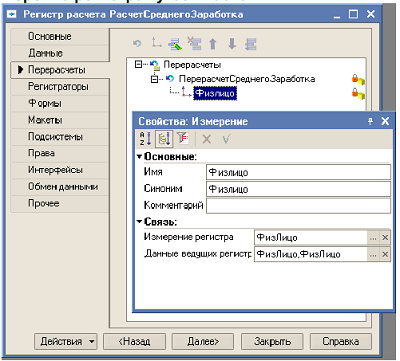 Регистр расчета РасчетСреднегоЗаработка
Основные
Данные
Перерасчеты
Регистраторы
Формы
Макеты
Подсистемы
Права
Интерфейсы
Обмен данными
Прочее
Перерасчеты
ПерерасчетСреднегоЗаработка
Физлицо
Свойства: Измерение
Основные:
Имя
Физлицо
Синоним
Физлицо
Комментарий
Связь:
Измерение регистра
ФизЛицо
Данные ведущих регистр
ФизЛицо,ФизЛицо
Действия
<Назад
Далее>
Закрыть
Справка